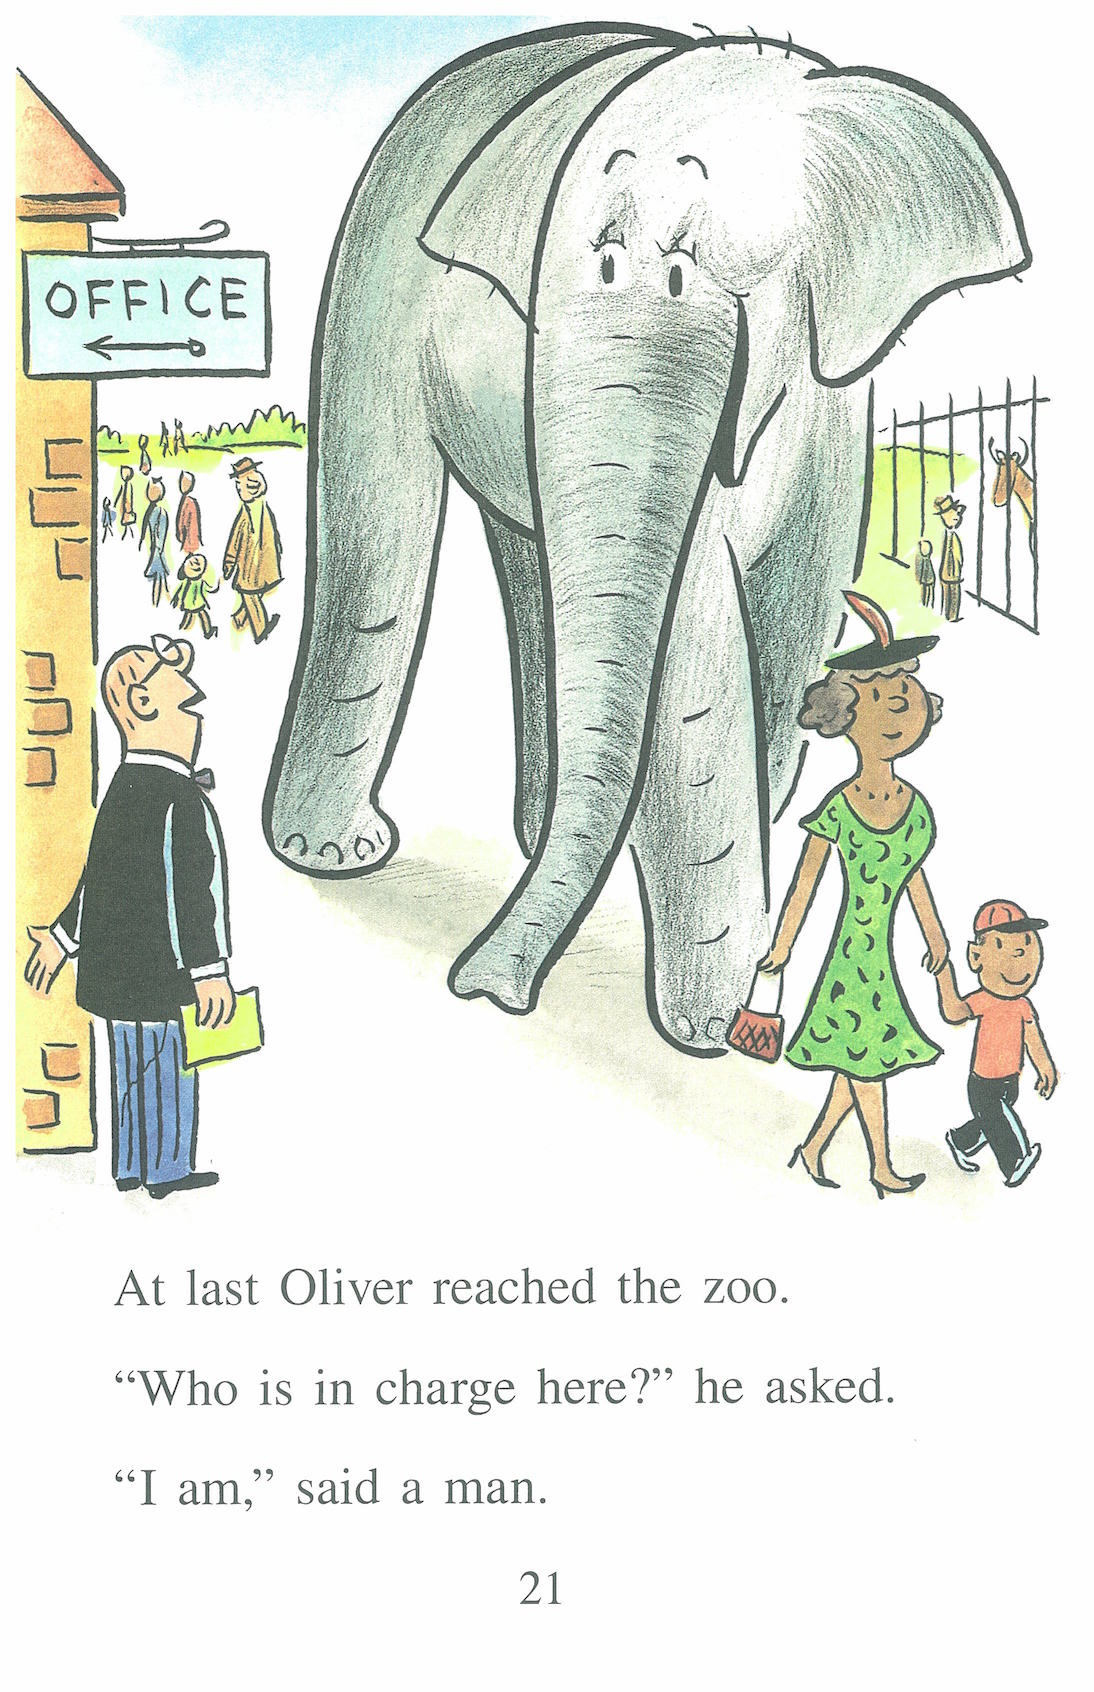 OFFICE
At last Oliver reached the zoo.
“Who is in charge here?” he asked.
“I am,” said a man.
21